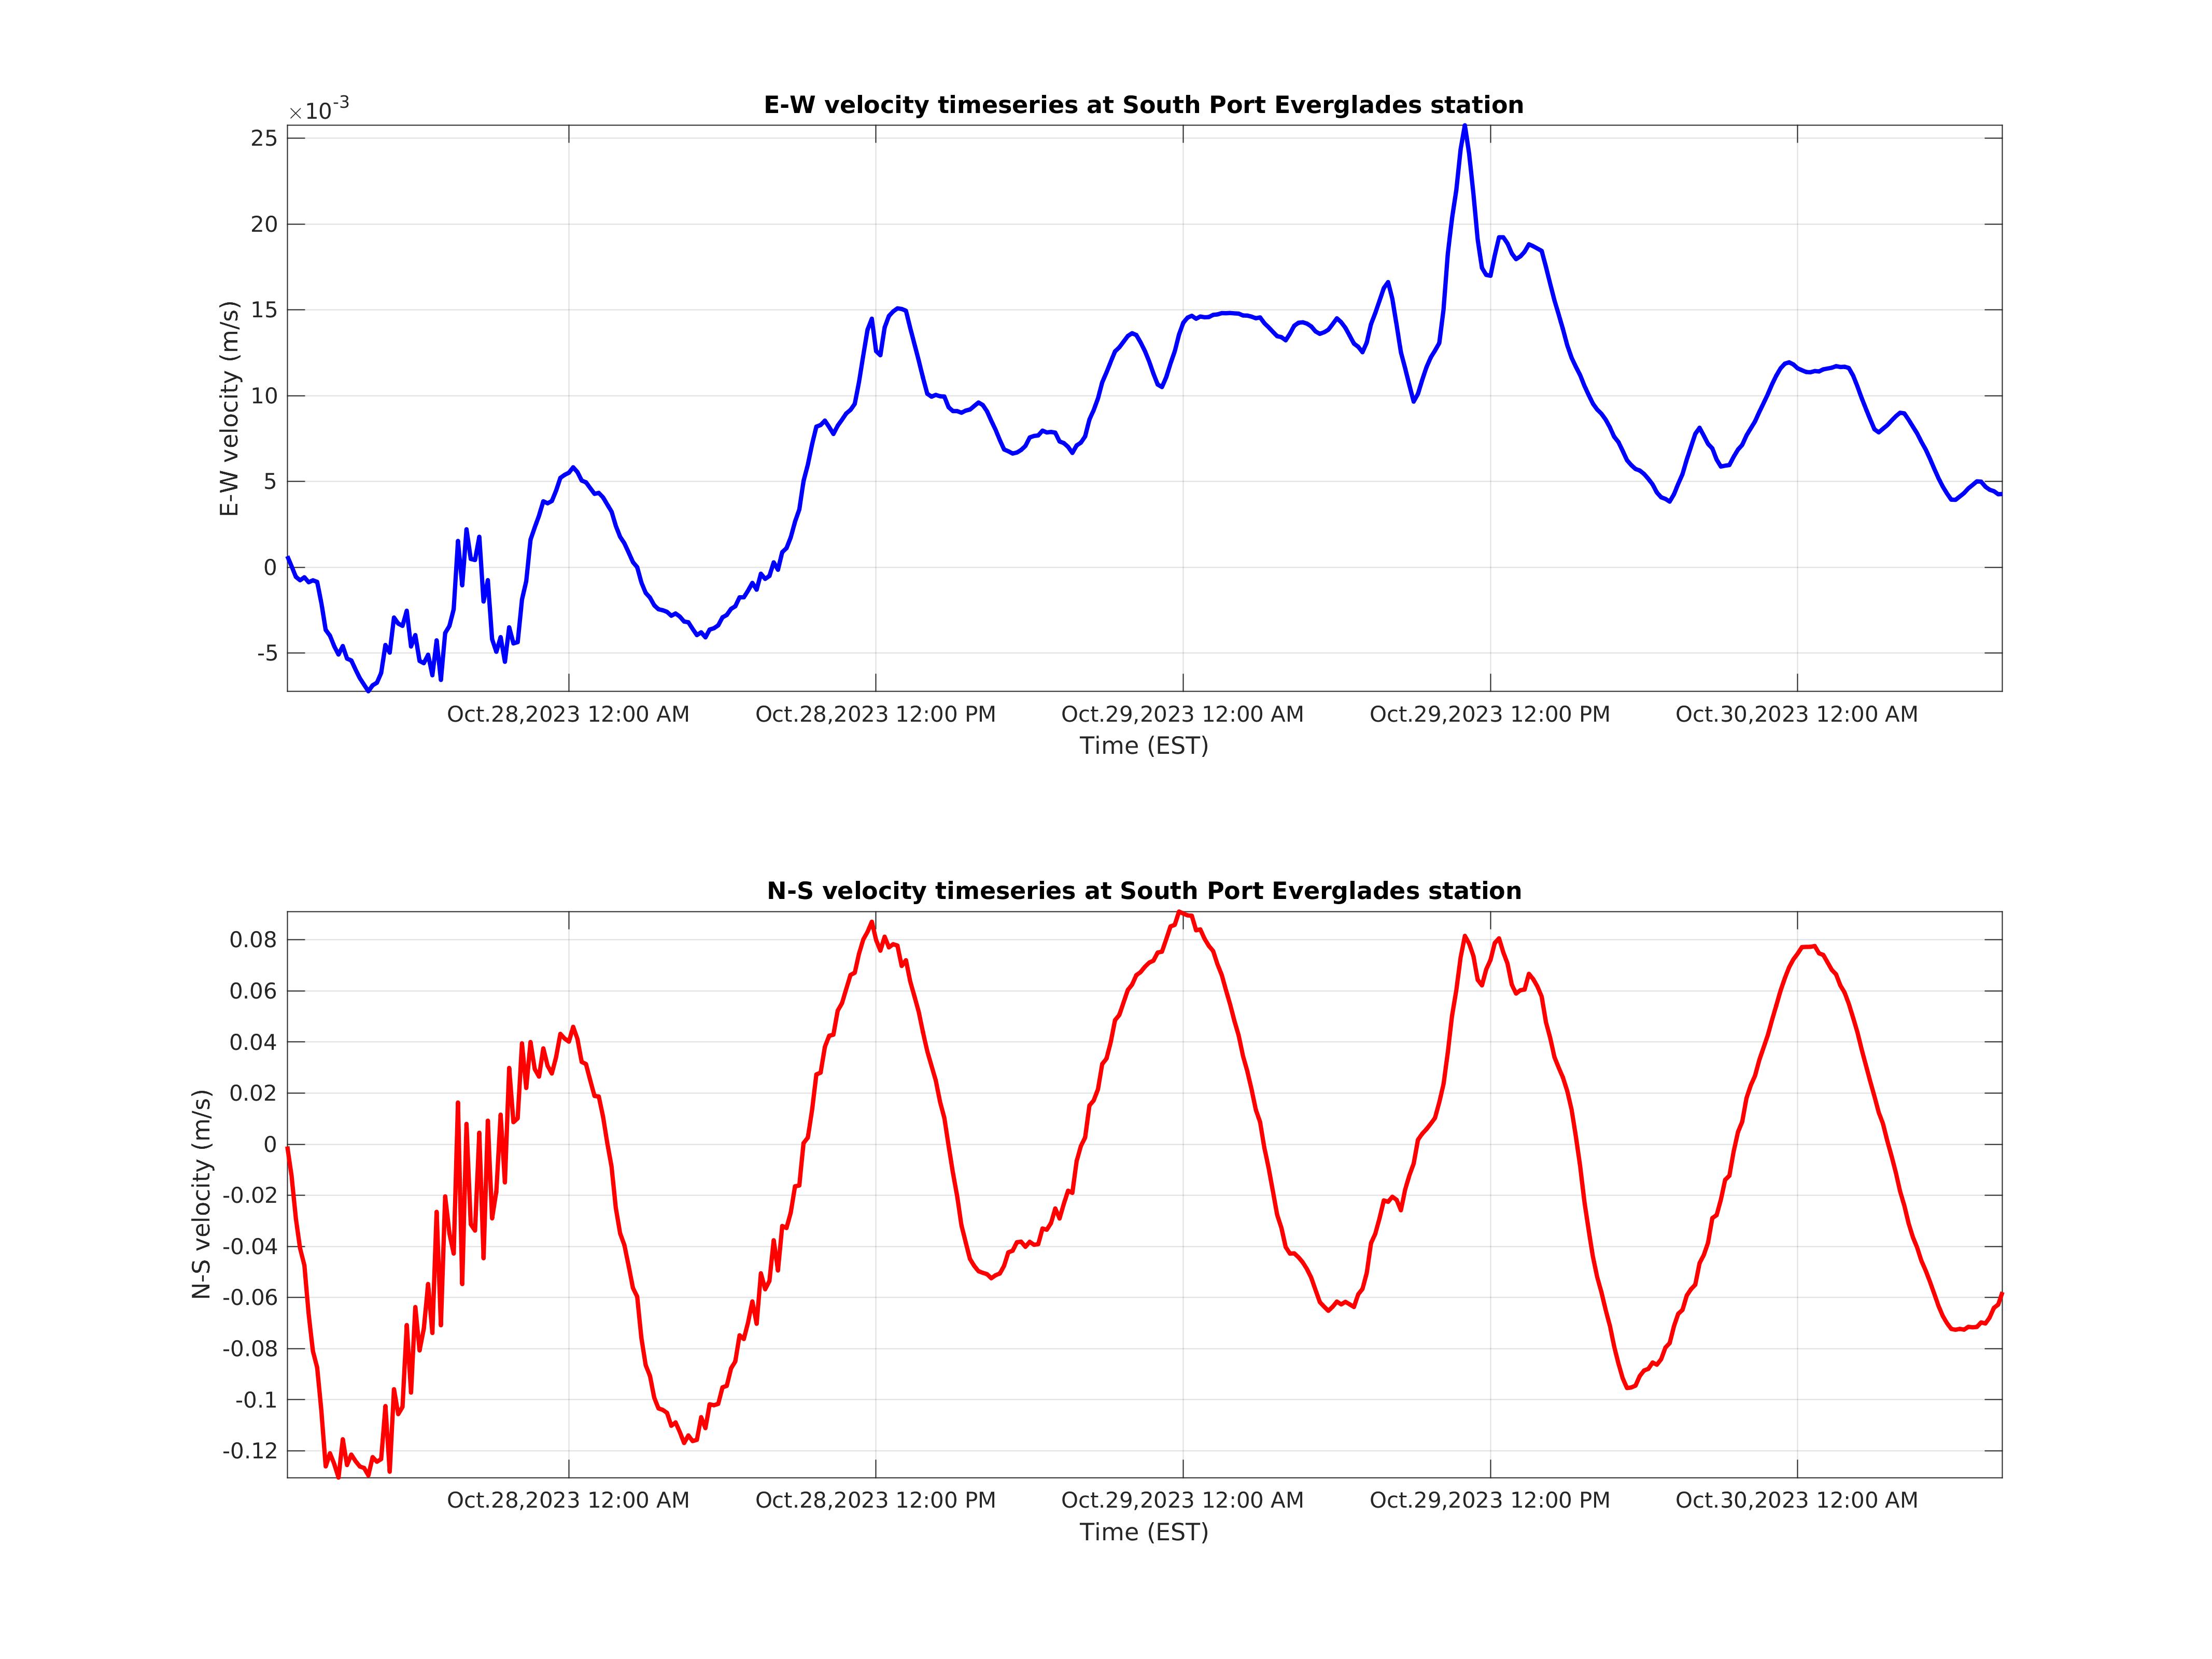 ×10-3
E-W velocity timeseries at South Port Everglades station
25
20
15
10
5
0
-5
E-W velocity (m/s)
Oct.28,2023 12:00 AM Oct.28,2023 12:00 PM Oct.29,2023 12:00 AM Oct.29,2023 12:00 PM Oct.30,2023 12:00 AM
Time (EST)
N-S velocity timeseries at South Port Everglades station
0.08
0.06
0.04
0.02
0
-0.02
-0.04
-0.06
-0.08
-0.1
-0.12
N-S velocity (m/s)
Oct.28,2023 12:00 AM Oct.28,2023 12:00 PM Oct.29,2023 12:00 AM Oct.29,2023 12:00 PM Oct.30,2023 12:00 AM
Time (EST)